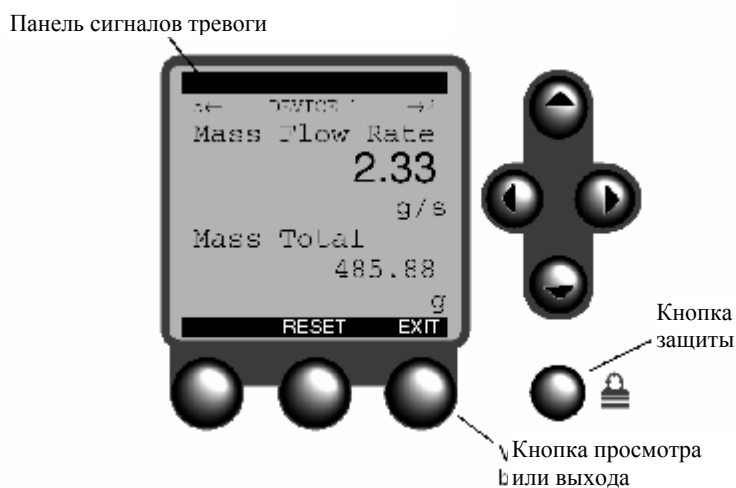 Панель сигналов тревоги
DEVICE
Mass Flow Rate
2.33
g/s
Mass Total
485.88
g
RESET EXIT
Кнопка
защиты
Кнопка просмотра
или выхода